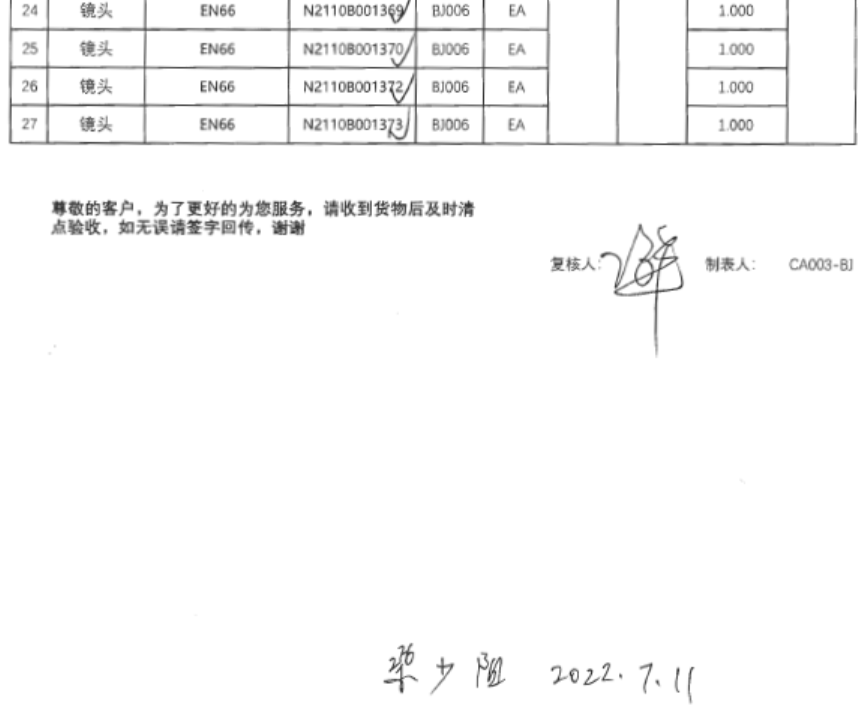 24 镜头 EN66 N2110B001369 BJ006 EA 1.000
25 镜头 EN66 N2110B001370 BJ006 EA 1.000
26 镜头 EN66 N2110B001372 BJ006 EA 1.000
27 镜头 EN66 N2110B001373 BJ006 EA 1.000
尊敬的客户，为了更好的为您服务，请收到货物后及时清
点验收，如无误请签字回传，谢谢
复核人： 制表人： CA003-BJ
梁少阻 2022.7.11